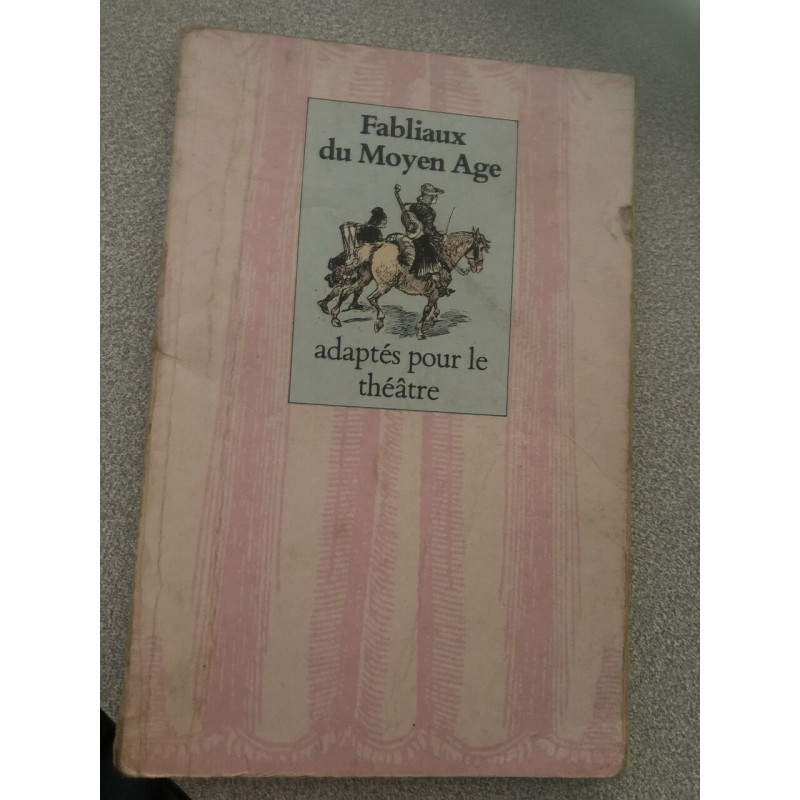 Fabliaux
du Moyen Age
adaptés pour le
théâtre